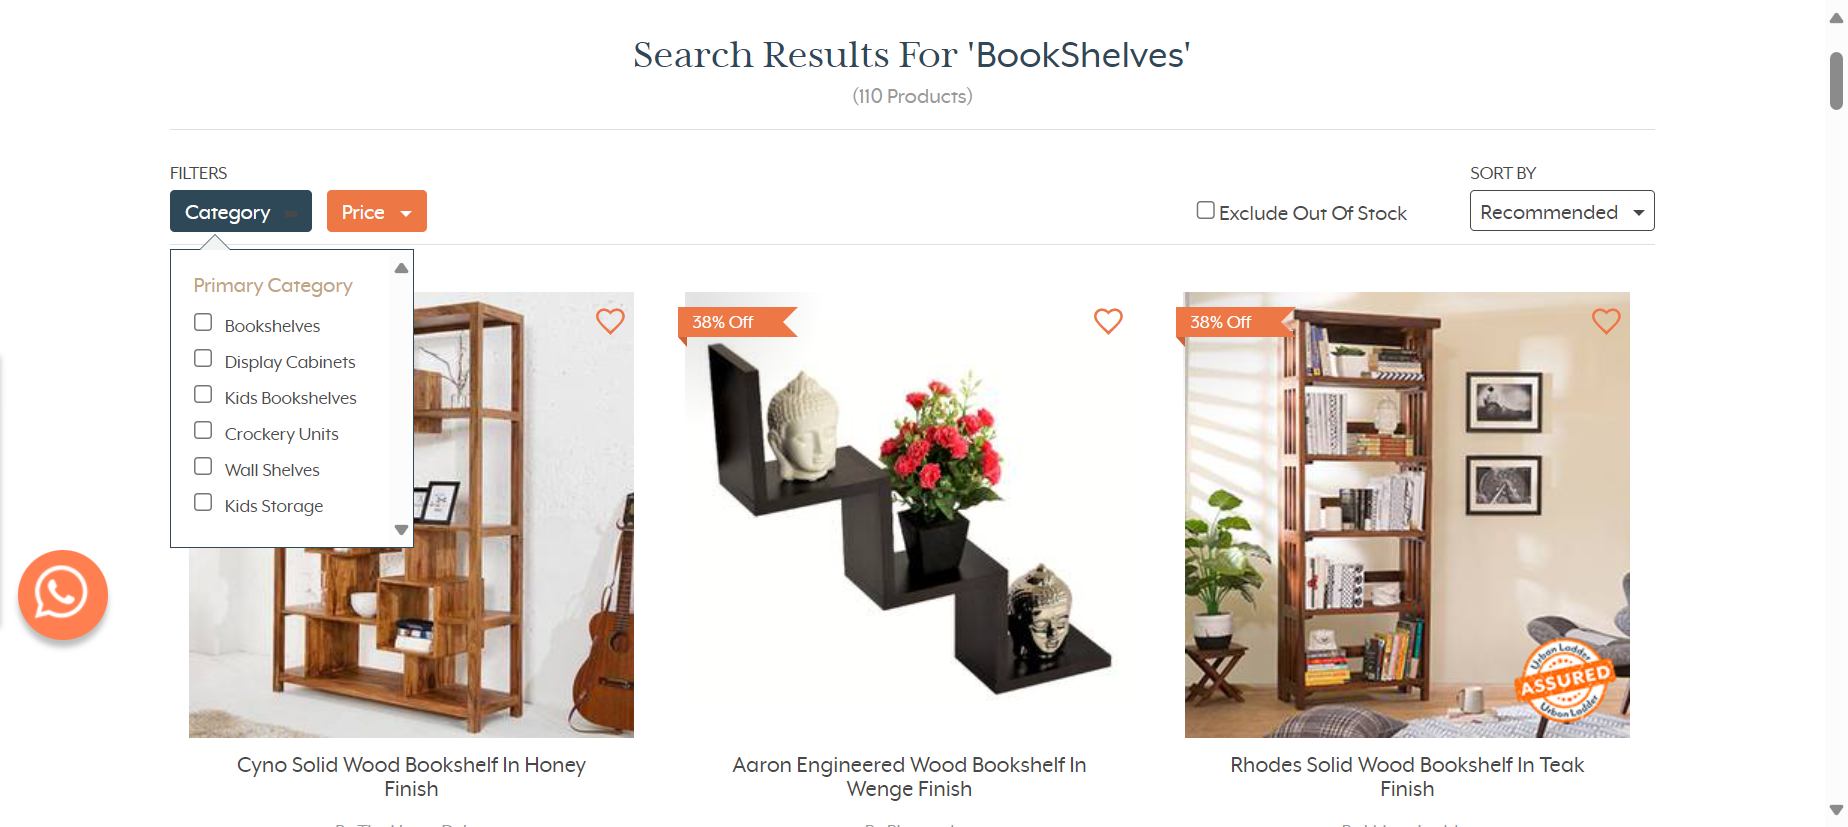 Search Results For 'BookShelves'
(110 Products)
FILTERS
SORT BY
Category
Price
Exclude Out Of Stock
Recommended
Primary Category
Bookshelves
Display Cabinets
Kids Bookshelves
Crockery Units
Wall Shelves
Kids Storage
38% Off
38% Off
Urban Ladder
ASSURED
Urban Ladder
Cyno Solid Wood Bookshelf In Honey
Finish
Aaron Engineered Wood Bookshelf In
Wenge Finish
Rhodes Solid Wood Bookshelf In Teak
Finish